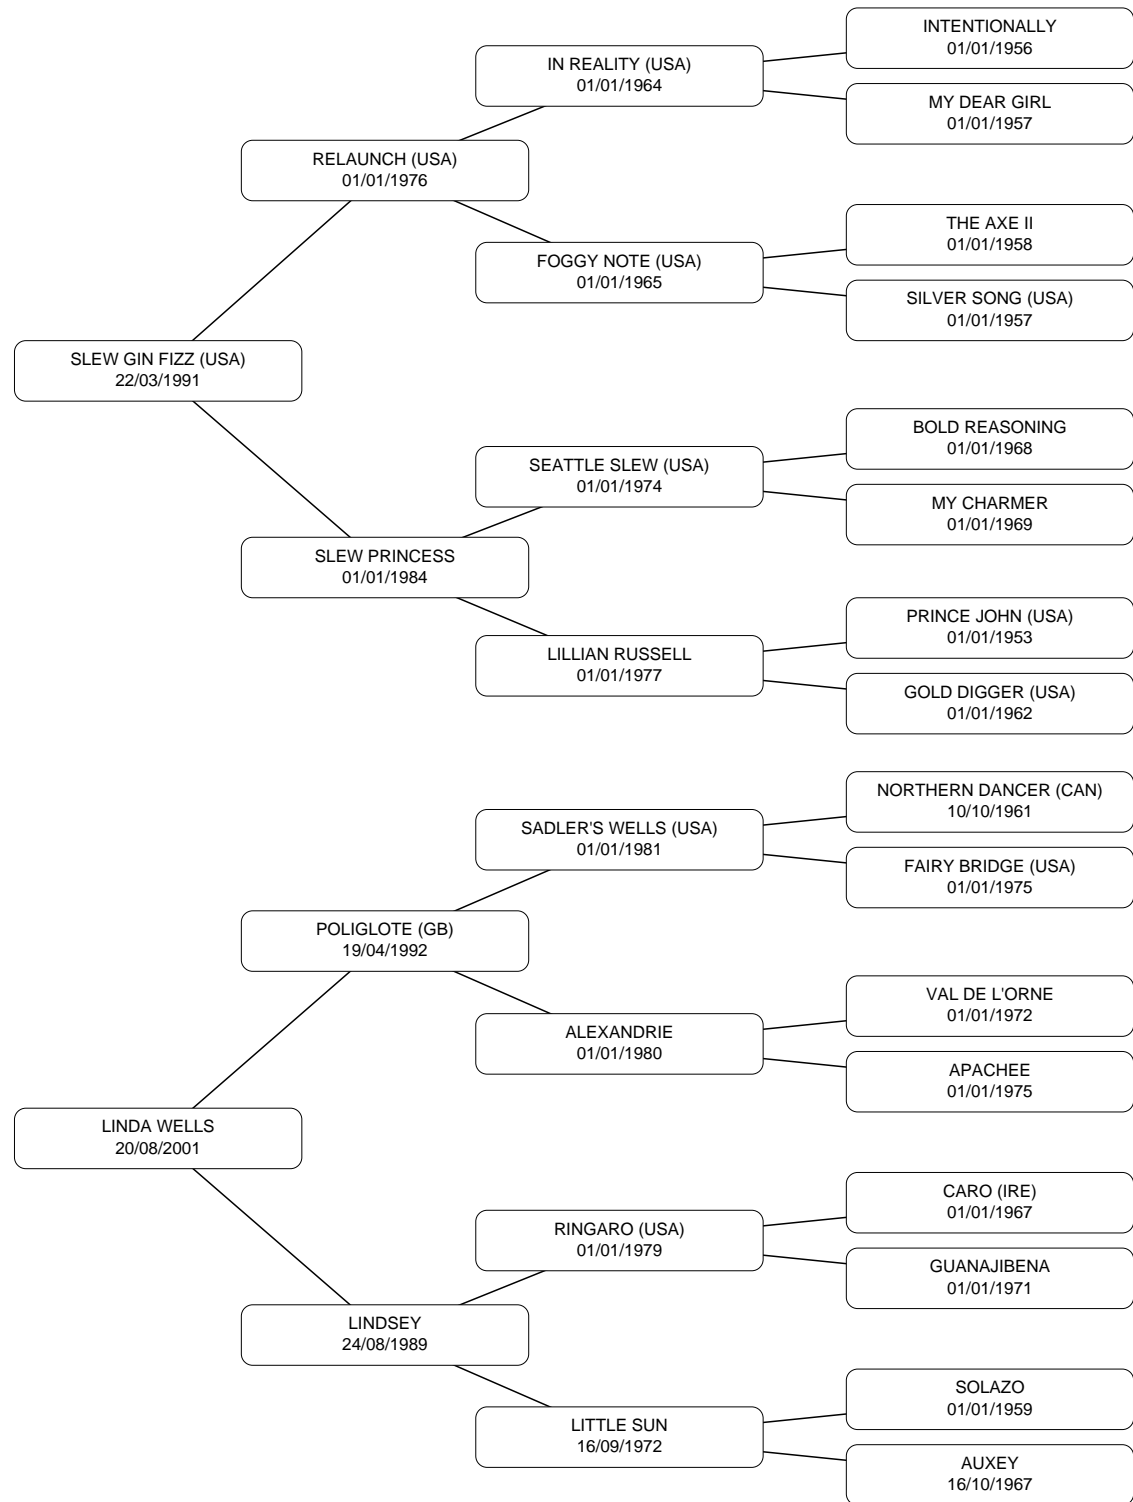 INTENTIONALLY
01/01/1956
IN REALITY (USA)
01/01/1964
MY DEAR GIRL
01/01/1957
RELAUNCH (USA)
01/01/1976
THE AXE II
01/01/1958
FOGGY NOTE (USA)
01/01/1965
SILVER SONG (USA)
01/01/1957
SLEW GIN FIZZ (USA)
22/03/1991
BOLD REASONING
01/01/1968
SEATTLE SLEW (USA)
01/01/1974
MY CHARMER
01/01/1969
SLEW PRINCESS
01/01/1984
PRINCE JOHN (USA)
01/01/1953
LILLIAN RUSSELL
01/01/1977
GOLD DIGGER (USA)
01/01/1962
NORTHERN DANCER (CAN)
10/10/1961
SADLER'S WELLS (USA)
01/01/1981
FAIRY BRIDGE (USA)
01/01/1975
POLIGLOTE (GB)
19/04/1992
VAL DE L'ORNE
01/01/1972
ALEXANDRIE
01/01/1980
APACHEE
01/01/1975
LINDA WELLS
20/08/2001
CARO (IRE)
01/01/1967
RINGARO (USA)
01/01/1979
GUANAJIBENA
01/01/1971
LINDSEY
24/08/1989
SOLAZO
01/01/1959
LITTLE SUN
16/09/1972
AUXEY
16/10/1967